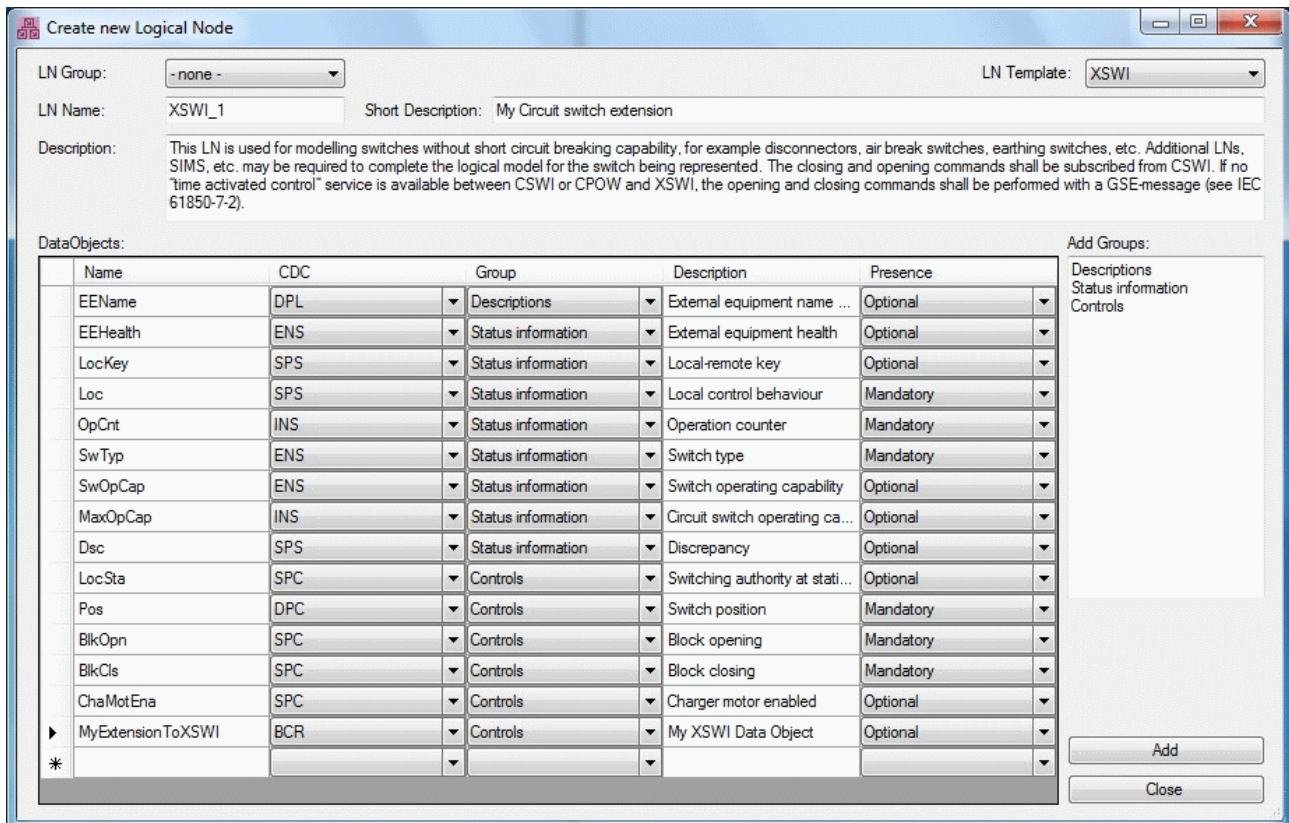 Create new Logical Node
LN Group: - none - LN Template: XSWI
LN Name: XSWI_1 Short Description: My Circuit switch extension
Description: This LN is used for modelling switches without short circuit breaking capability, for example disconnectors, air break switches, earthing switches, etc. Additional LNs,
SIMS, etc. may be required to complete the logical model for the switch being represented. The closing and opening commands shall be subscribed from CSWI. If no
"time activated control" service is available between CSWI or CPOW and XSWI, the opening and closing commands shall be performed with a GSE-message (see IEC
61850-7-2).
DataObjects: Add Groups:
Name CDC Group Description Presence
EEName DPL Descriptions External equipment name ... Optional
EEHealth ENS Status information External equipment health Optional
LocKey SPS Status information Local-remote key Optional
Loc SPS Status information Local control behaviour Mandatory
OpCnt INS Status information Operation counter Mandatory
SwTyp ENS Status information Switch type Mandatory
SwOpCap ENS Status information Switch operating capability Optional
MaxOpCap INS Status information Circuit switch operating ca... Optional
Dsc SPS Status information Discrepancy Optional
LocSta SPC Controls Switching authority at stati... Optional
Pos DPC Controls Switch position Mandatory
BlkOpn SPC Controls Block opening Mandatory
BlkCls SPC Controls Block closing Mandatory
ChaMotEna SPC Controls Charger motor enabled Optional
MyExtensionToXSWI BCR Controls My XSWI Data Object Optional
Descriptions
Status information
Controls
Add
Close